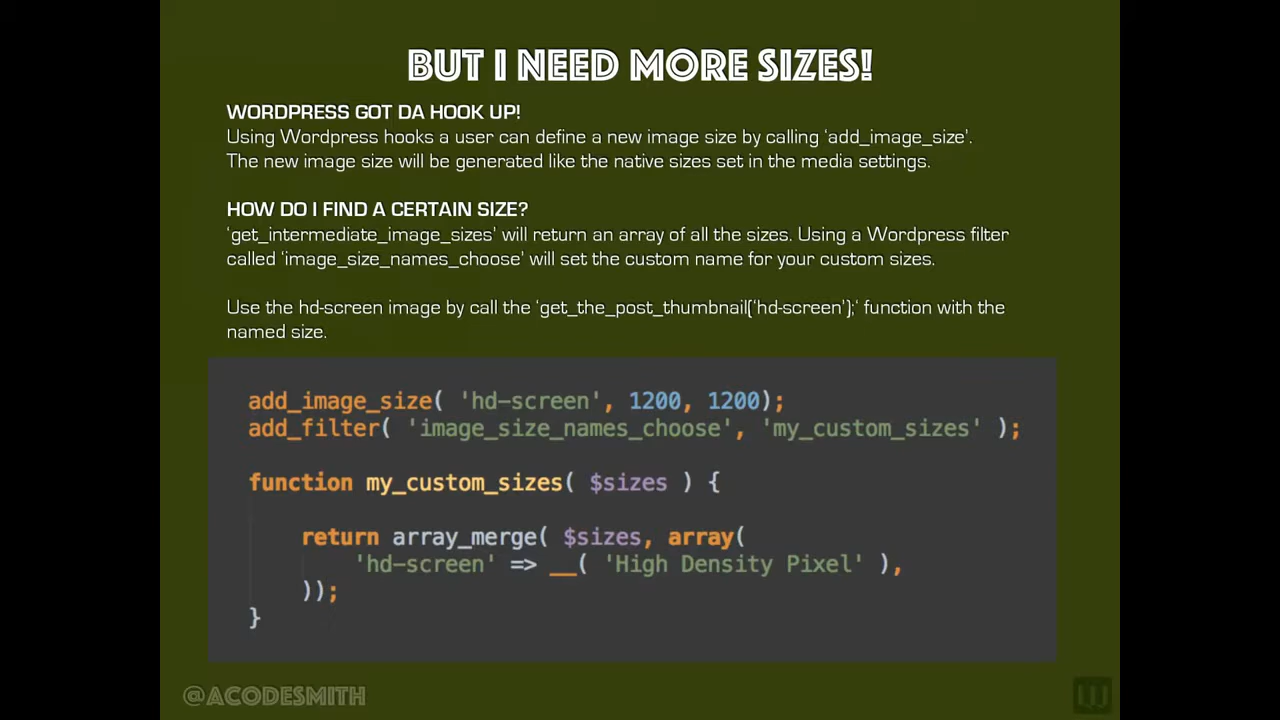 BUT I NEED MORE SIZES!
WORDPRESS GOT DA HOOK UP!
Using Wordpress hooks a user can define a new image size by calling ‘add_image_size’.
The new image size will be generated like the native sizes set in the media settings.
HOW DO I FIND A CERTAIN SIZE?
‘get_intermediate_image_sizes’ will return an array of all the sizes. Using a Wordpress filter
called ‘image_size_names_choose’ will set the custom name for your custom sizes.
Use the hd-screen image by call the ‘get_the_post_thumbnail(‘hd-screen’);‘ function with the
named size.
add_image_size( 'hd-screen', 1200, 1200);
add_filter( 'image_size_names_choose', 'my_custom_sizes' );
function my_custom_sizes( $sizes ) {
return array_merge( $sizes, array(
'hd-screen' => __( 'High Density Pixel' ),
));
}
@ACODESMITH